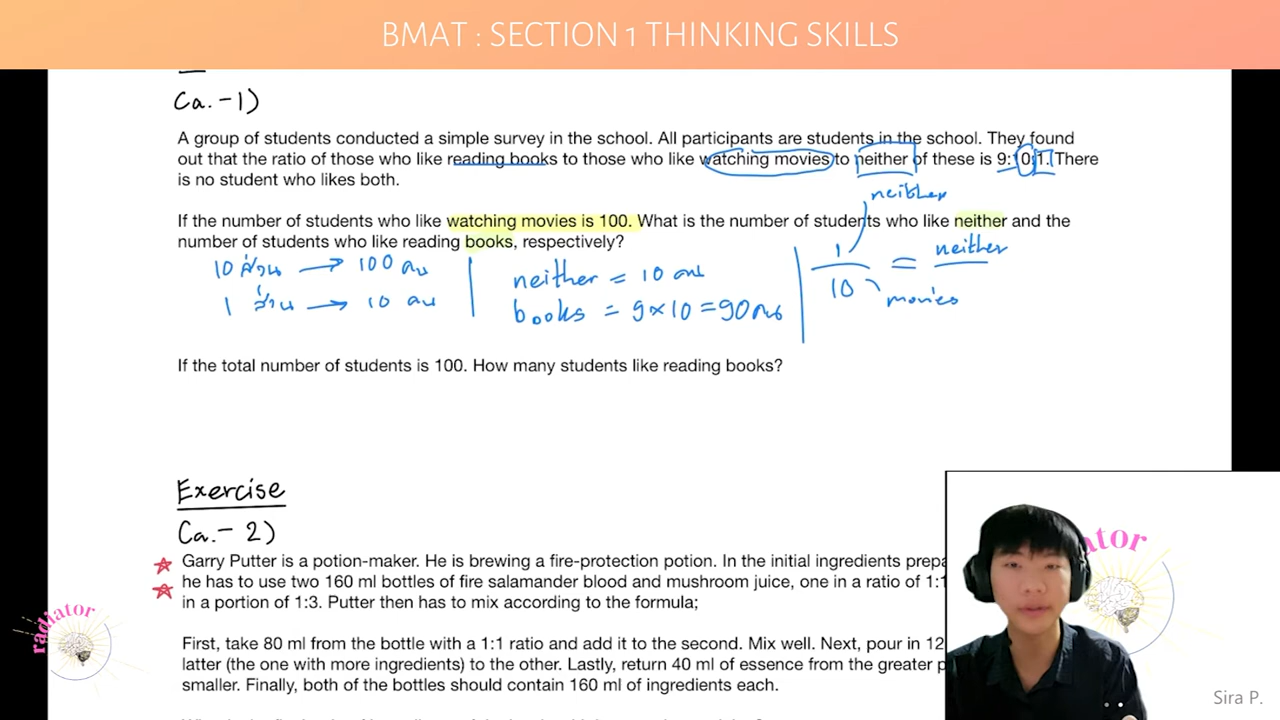 BMAT : SECTION 1 THINKING SKILLS
Ca. -1)
A group of students conducted a simple survey in the school. All participants are students in the school. They found
out that the ratio of those who like reading books to those who like watching movies to neither of these is 9:10:1. There
is no student who likes both.
neither
If the number of students who like watching movies is 100. What is the number of students who like neither and the
number of students who like reading books, respectively?
10 ส่วน → 100 คน
1 ส่วน → 10 คน
neither = 10 คน
books = 9×10 = 90 คน
1
10
= neither
movies
If the total number of students is 100. How many students like reading books?
Exercise
Ca. - 2)
Garry Putter is a potion-maker. He is brewing a fire-protection potion. In the initial ingredients prepa
he has to use two 160 ml bottles of fire salamander blood and mushroom juice, one in a ratio of 1:1
in a portion of 1:3. Putter then has to mix according to the formula;
First, take 80 ml from the bottle with a 1:1 ratio and add it to the second. Mix well. Next, pour in 12
latter (the one with more ingredients) to the other. Lastly, return 40 ml of essence from the greater p
smaller. Finally, both of the bottles should contain 160 ml of ingredients each.
radiator
ator
Sira P.